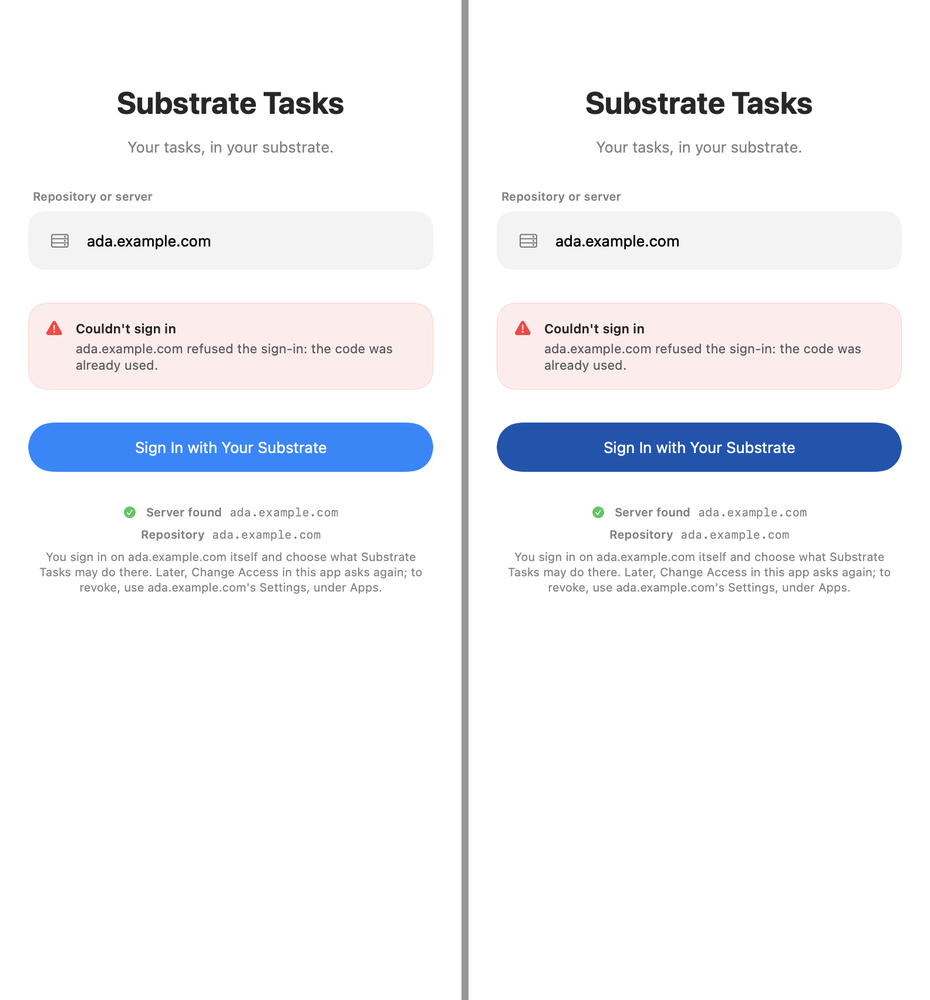 Substrate Tasks
Your tasks, in your substrate.
Repository or server
ada.example.com
Couldn't sign in
ada.example.com refused the sign-in: the code was
already used.
Sign In with Your Substrate
Server found ada.example.com
Repository ada.example.com
You sign in on ada.example.com itself and choose what Substrate
Tasks may do there. Later, Change Access in this app asks again; to
revoke, use ada.example.com's Settings, under Apps.
Substrate Tasks
Your tasks, in your substrate.
Repository or server
ada.example.com
Couldn't sign in
ada.example.com refused the sign-in: the code was
already used.
Sign In with Your Substrate
Server found ada.example.com
Repository ada.example.com
You sign in on ada.example.com itself and choose what Substrate
Tasks may do there. Later, Change Access in this app asks again; to
revoke, use ada.example.com's Settings, under Apps.